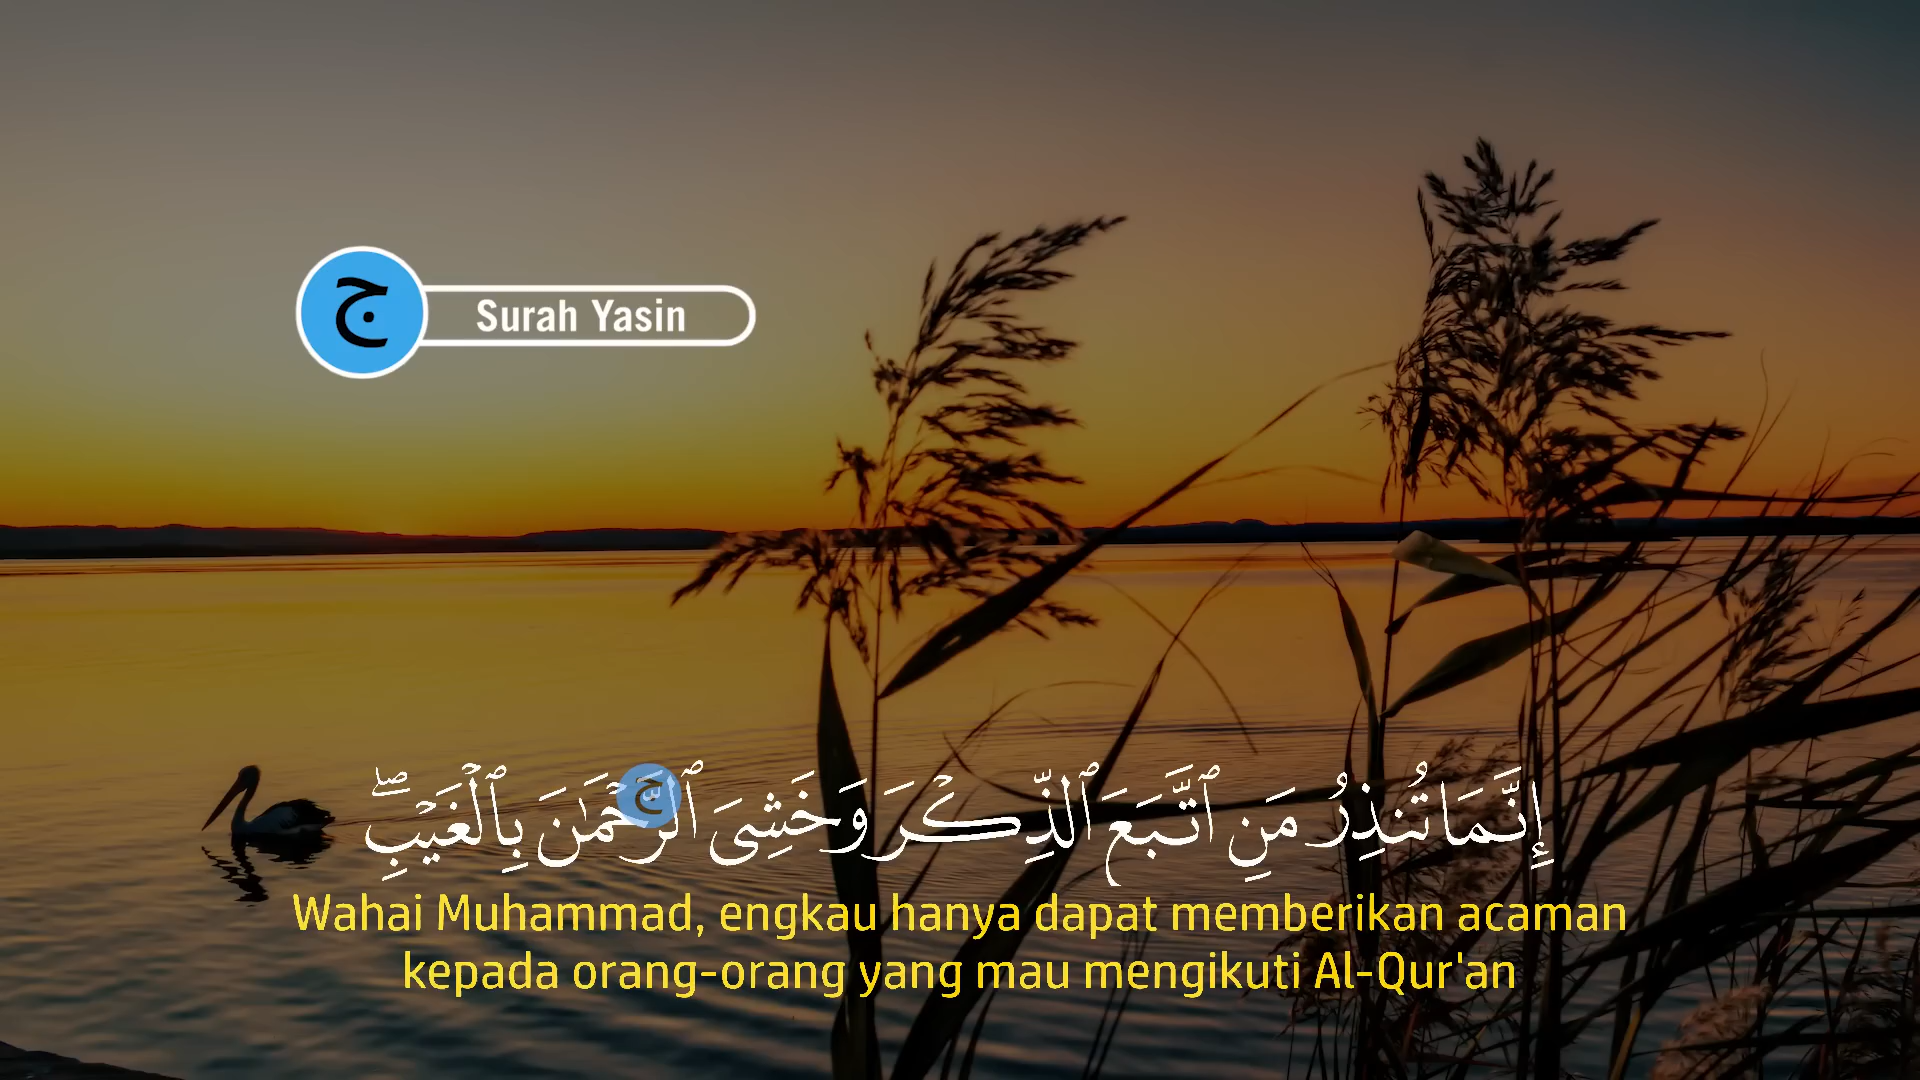 ج
Surah Yasin
إِنَّمَا تُنذِرُ مَنِ ٱتَّبَعَ ٱلذِّكْرَ وَخَشِىَ ٱلرَّحْمَٰنَ بِٱلْغَيْبِ ۖ
ج
Wahai Muhammad, engkau hanya dapat memberikan acaman
kepada orang-orang yang mau mengikuti Al-Qur'an